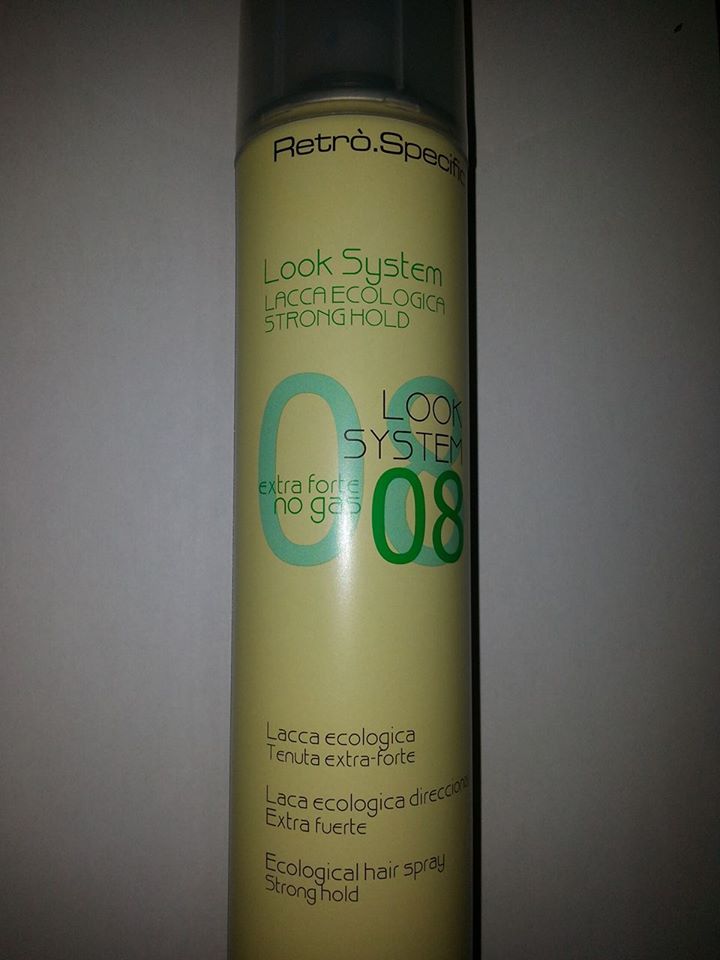 Retrò.Specific
Look System
LACCA ECOLOGICA
STRONG HOLD
08
LOOK
SYSTEM
08
extra forte
no gas
Lacca ecologica
Tenuta extra-forte
Laca ecologica
Extra fuerte
Ecological hair spray
Strong hold